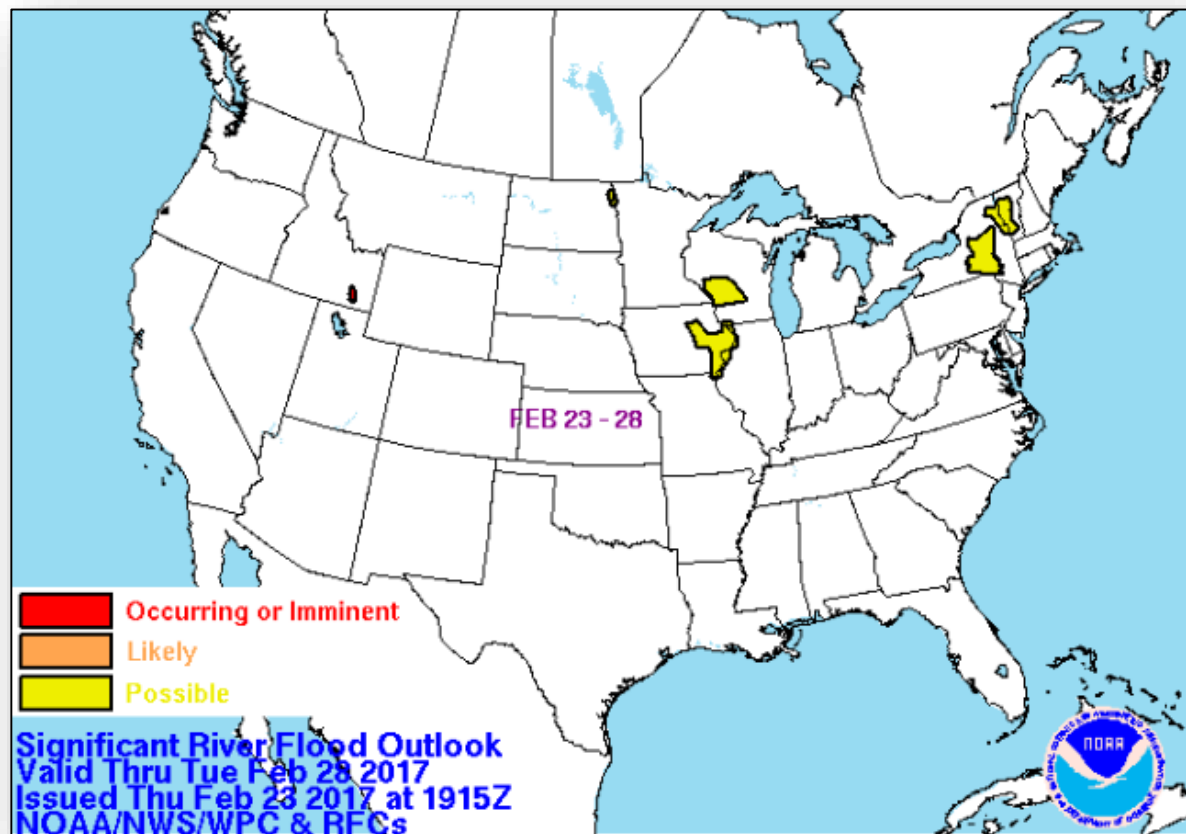 FEB 23 - 28
Occurring or Imminent
Likely
Possible
Significant River Flood Outlook
Valid Thru Tue Feb 28 2017
Issued Thu Feb 23 2017 at 1915Z
NOAA/NWS/WPC & RFCs
NOAA